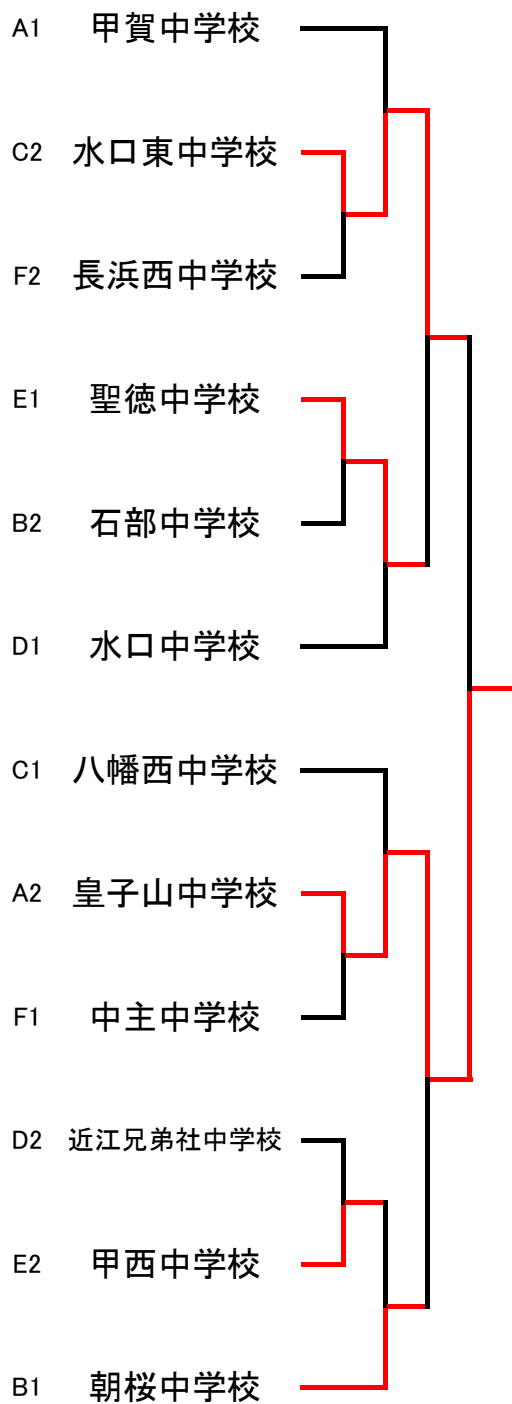 A1 甲賀中学校
C2 水口東中学校
F2 長浜西中学校
E1 聖徳中学校
B2 石部中学校
D1 水口中学校
C1 八幡西中学校
A2 皇子山中学校
F1 中主中学校
D2 近江兄弟社中学校
E2 甲西中学校
B1 朝桜中学校